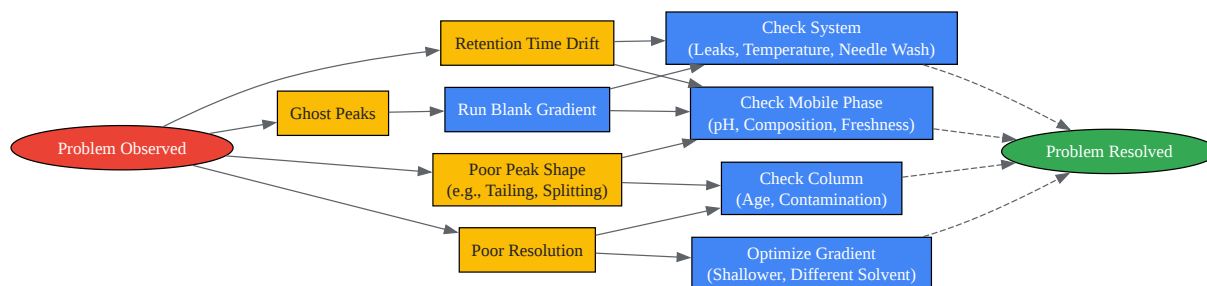 Problem Observed
Retention Time Drift
Ghost Peaks
Run Blank Gradient
Poor Peak Shape
(e.g., Tailing, Splitting)
Poor Resolution
Check System
(Leaks, Temperature, Needle Wash)
Check Mobile Phase
(pH, Composition, Freshness)
Check Column
(Age, Contamination)
Optimize Gradient
(Shallower, Different Solvent)
Problem Resolved